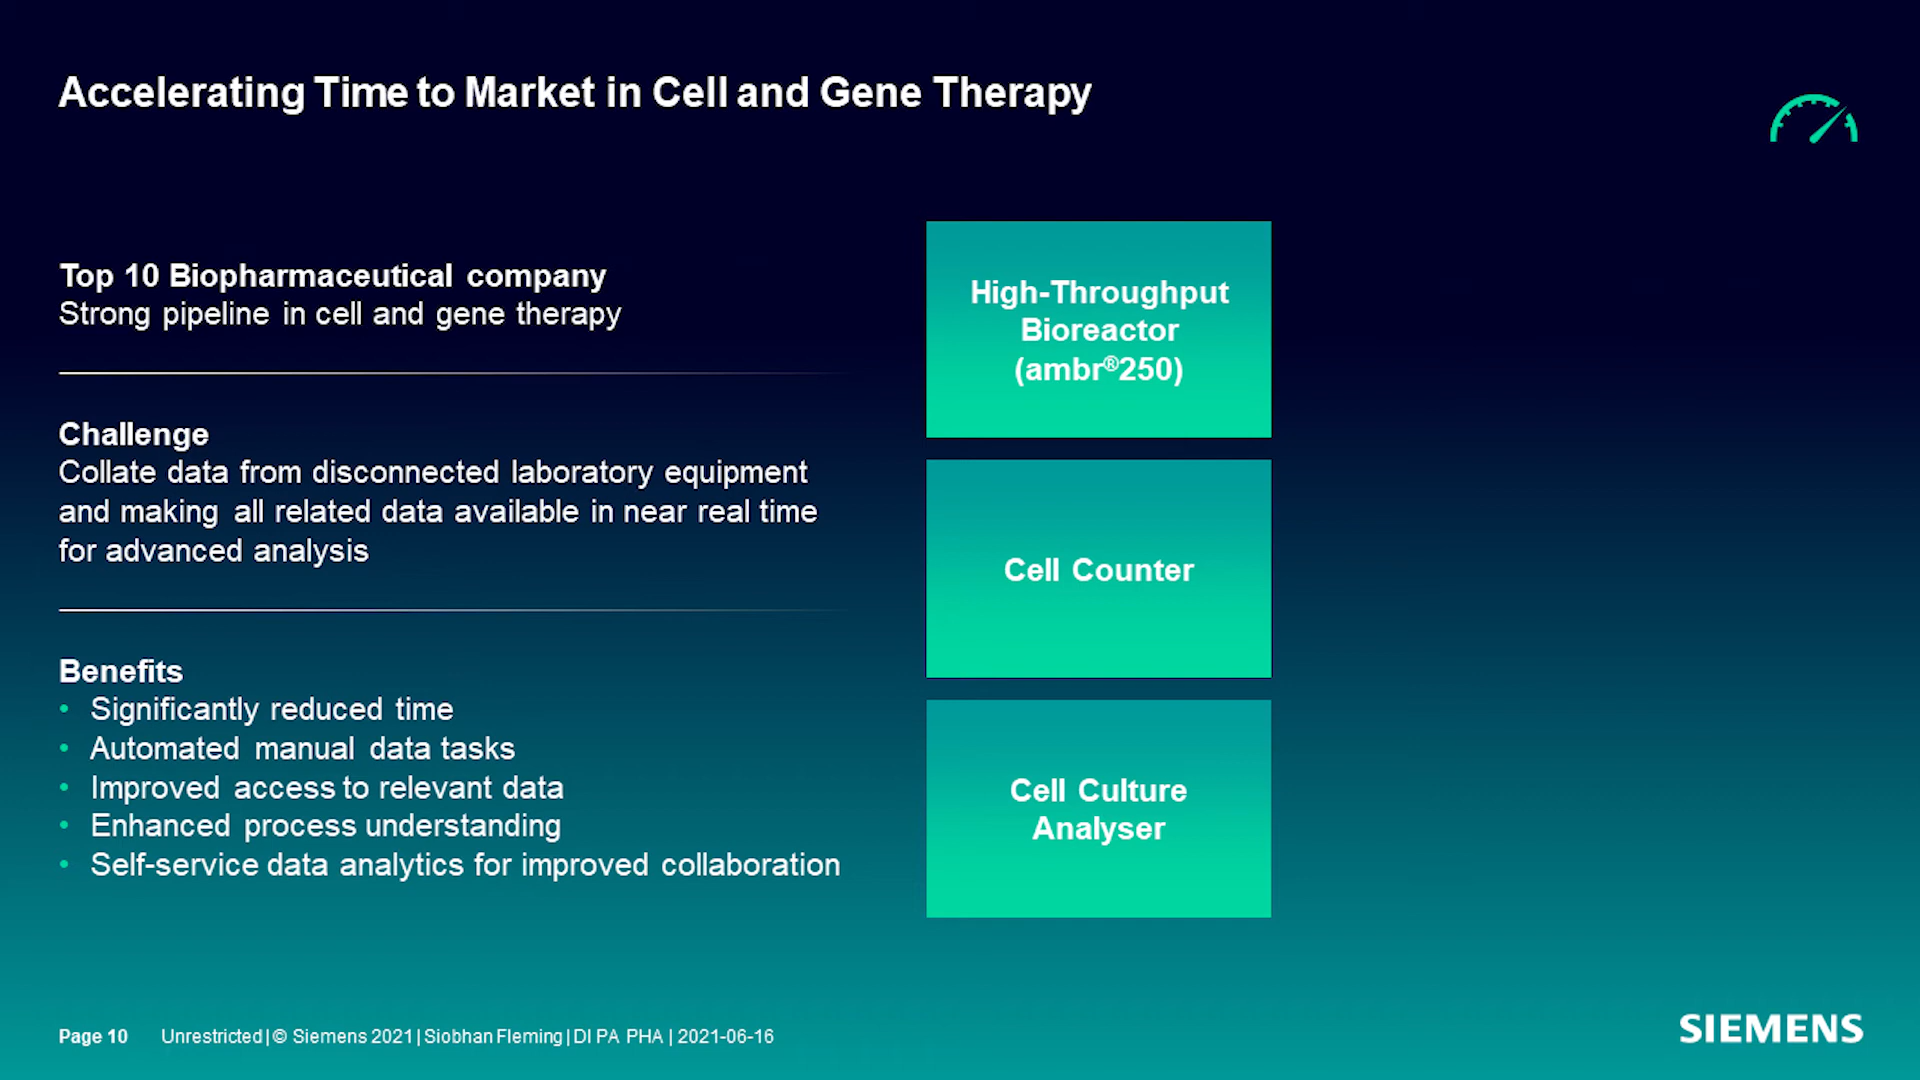 Accelerating Time to Market in Cell and Gene Therapy
Top 10 Biopharmaceutical company
Strong pipeline in cell and gene therapy
Challenge
Collate data from disconnected laboratory equipment
and making all related data available in near real time
for advanced analysis
Benefits
• Significantly reduced time
• Automated manual data tasks
• Improved access to relevant data
• Enhanced process understanding
• Self-service data analytics for improved collaboration
High-Throughput
Bioreactor
(ambr®250)
Cell Counter
Cell Culture
Analyser
Page 10 Unrestricted | © Siemens 2021 | Siobhan Fleming | DI PA PHA | 2021-06-16
SIEMENS